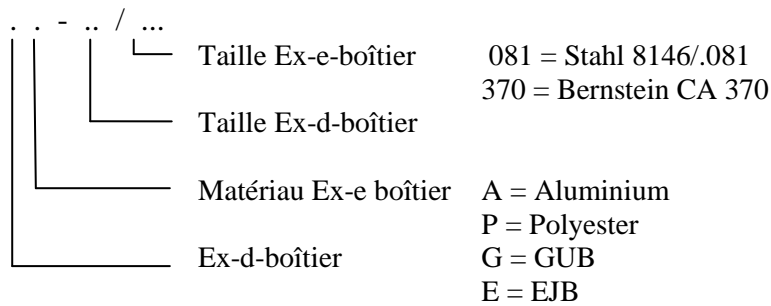 . . - .. / ...
Taille Ex-e-boîtier 081 = Stahl 8146/.081
370 = Bernstein CA 370
Taille Ex-d-boîtier
Matériau Ex-e boîtier A = Aluminium
P = Polyester
Ex-d-boîtier G = GUB
E = EJB